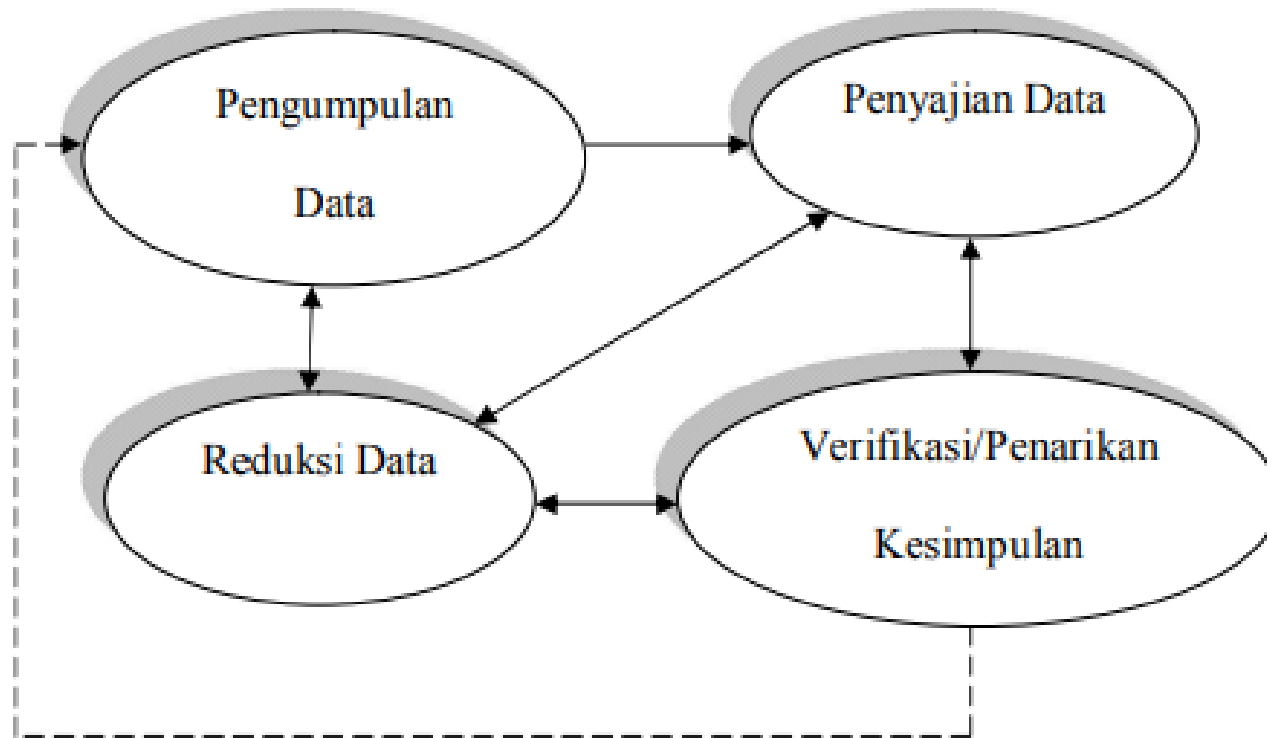 Pengumpulan
Data
Penyajian Data
Reduksi Data
Verifikasi/Penarikan
Kesimpulan